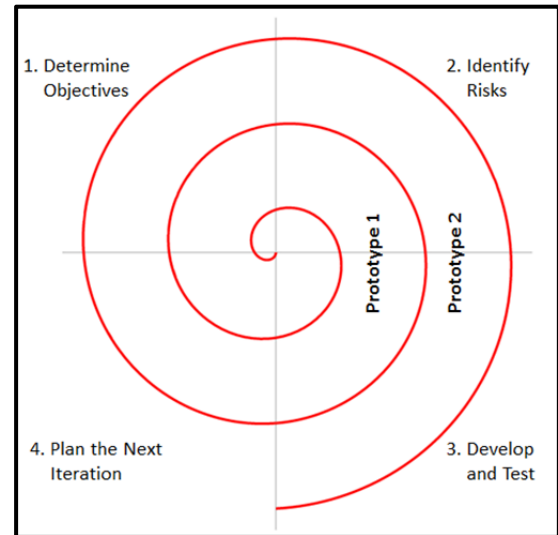 1. Determine
Objectives
2. Identify
Risks
Prototype 1
Prototype 2
4. Plan the Next
Iteration
3. Develop
and Test